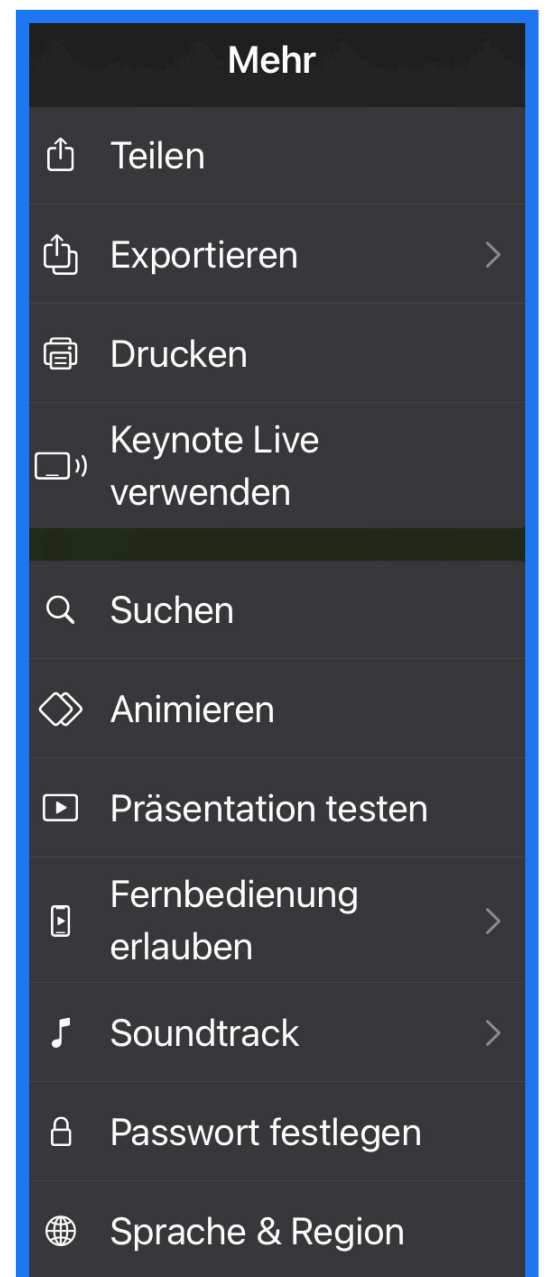 Mehr
Teilen
Exportieren
Drucken
Keynote Live
verwenden
Suchen
Animieren
Präsentation testen
Fernbedienung
erlauben
Soundtrack
Passwort festlegen
Sprache & Region